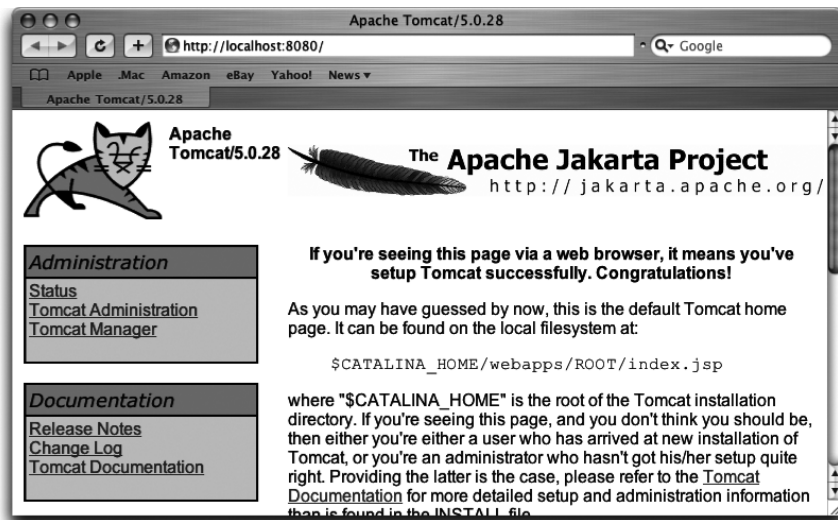 Apache Tomcat/5.0.28
http://localhost:8080/
Google
Apple .Mac Amazon eBay Yahoo! News
Apache Tomcat/5.0.28
Apache
Tomcat/5.0.28
The Apache Jakarta Project
http://jakarta.apache.org/
Administration
Status
Tomcat Administration
Tomcat Manager
Documentation
Release Notes
Change Log
Tomcat Documentation
If you're seeing this page via a web browser, it means you've
setup Tomcat successfully. Congratulations!
As you may have guessed by now, this is the default Tomcat home
page. It can be found on the local filesystem at:
$CATALINA_HOME/webapps/ROOT/index.jsp
where "$CATALINA_HOME" is the root of the Tomcat installation
directory. If you're seeing this page, and you don't think you should be,
then either you're either a user who has arrived at new installation of
Tomcat, or you're an administrator who hasn't got his/her setup quite
right. Providing the latter is the case, please refer to the Tomcat
Documentation for more detailed setup and administration information
than is found in the INSTALL file.